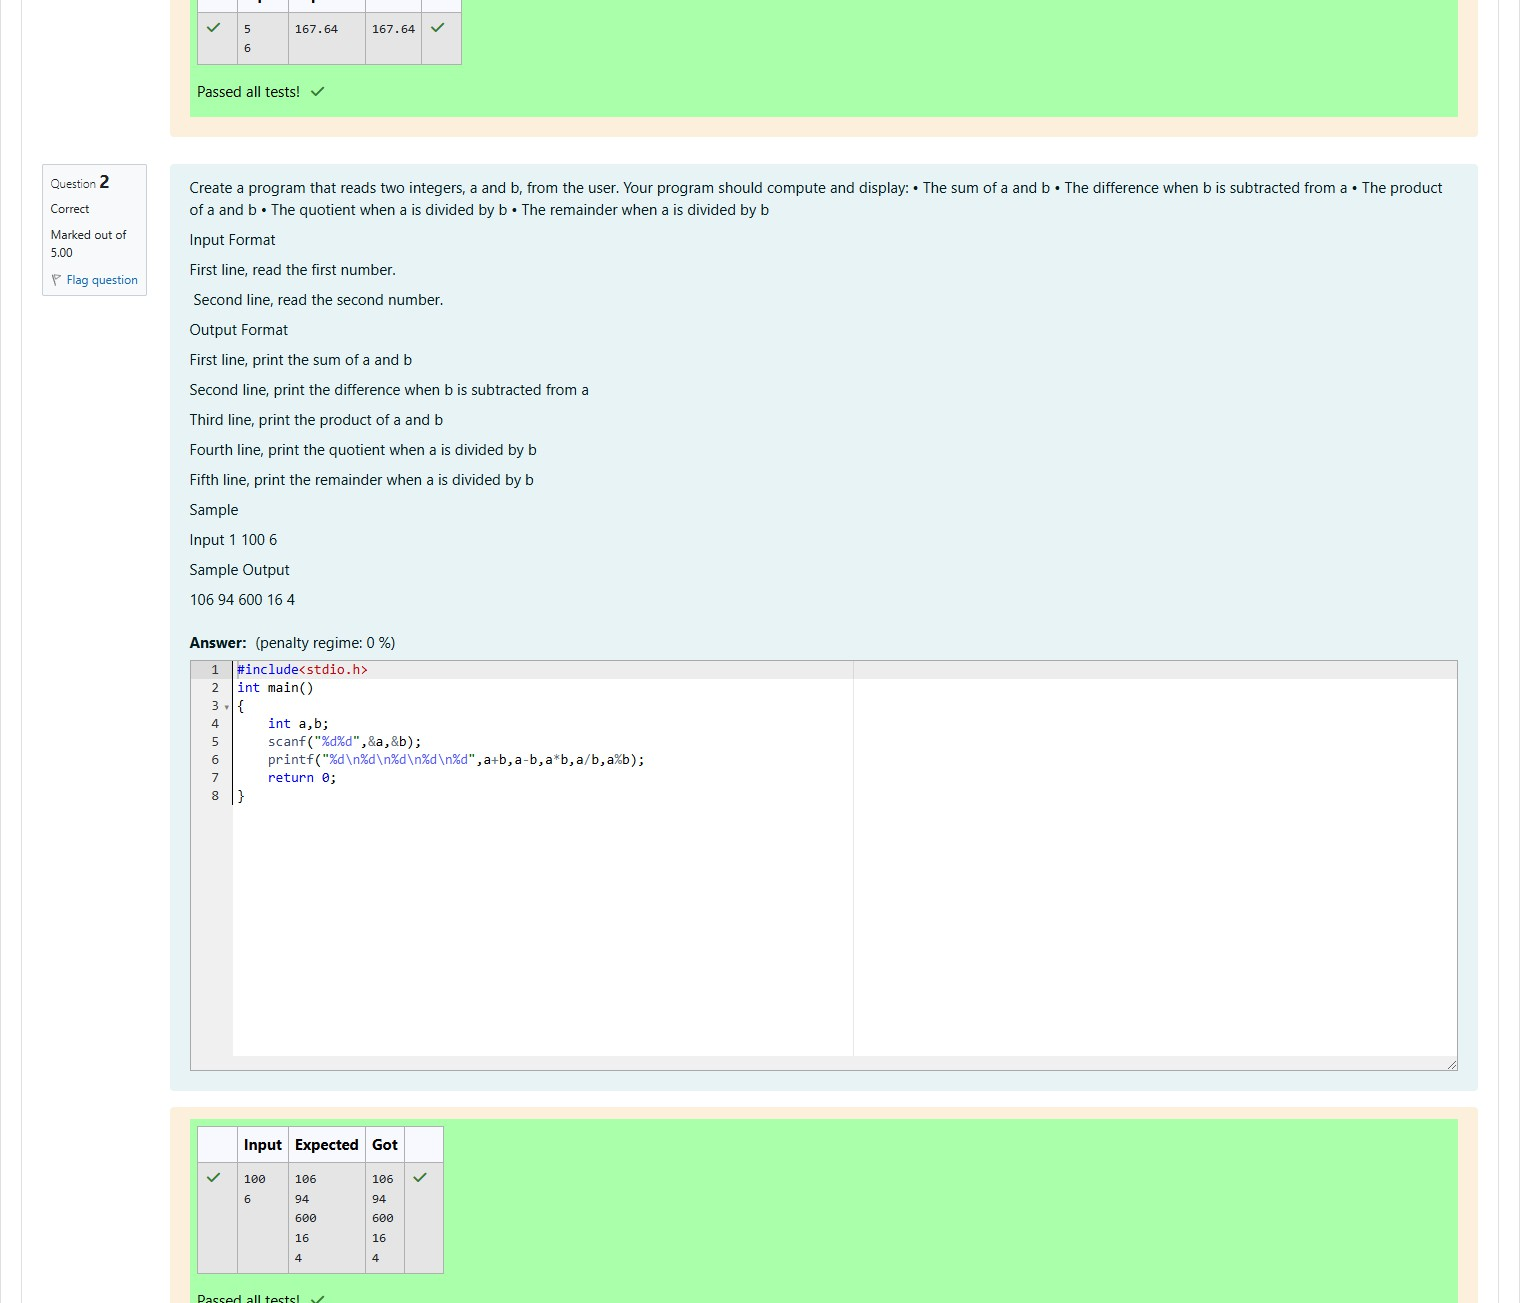 5 167.64 167.64
6
Passed all tests!
Question 2
Correct
Marked out of
5.00
Flag question
Create a program that reads two integers, a and b, from the user. Your program should compute and display: • The sum of a and b • The difference when b is subtracted from a • The product
of a and b • The quotient when a is divided by b • The remainder when a is divided by b
Input Format
First line, read the first number.
Second line, read the second number.
Output Format
First line, print the sum of a and b
Second line, print the difference when b is subtracted from a
Third line, print the product of a and b
Fourth line, print the quotient when a is divided by b
Fifth line, print the remainder when a is divided by b
Sample
Input 1 100 6
Sample Output
106 94 600 16 4
Answer: (penalty regime: 0 %)
1 #include<stdio.h>
2 int main()
3 {
4 int a,b;
5 scanf("%d%d",&a,&b);
6 printf("%d\n%d\n%d\n%d\n%d",a+b,a-b,a*b,a/b,a%b);
7 return 0;
8 }
Input Expected Got
100 106 106
6 94 94
600 600
16 16
4 4
Passed all tests!